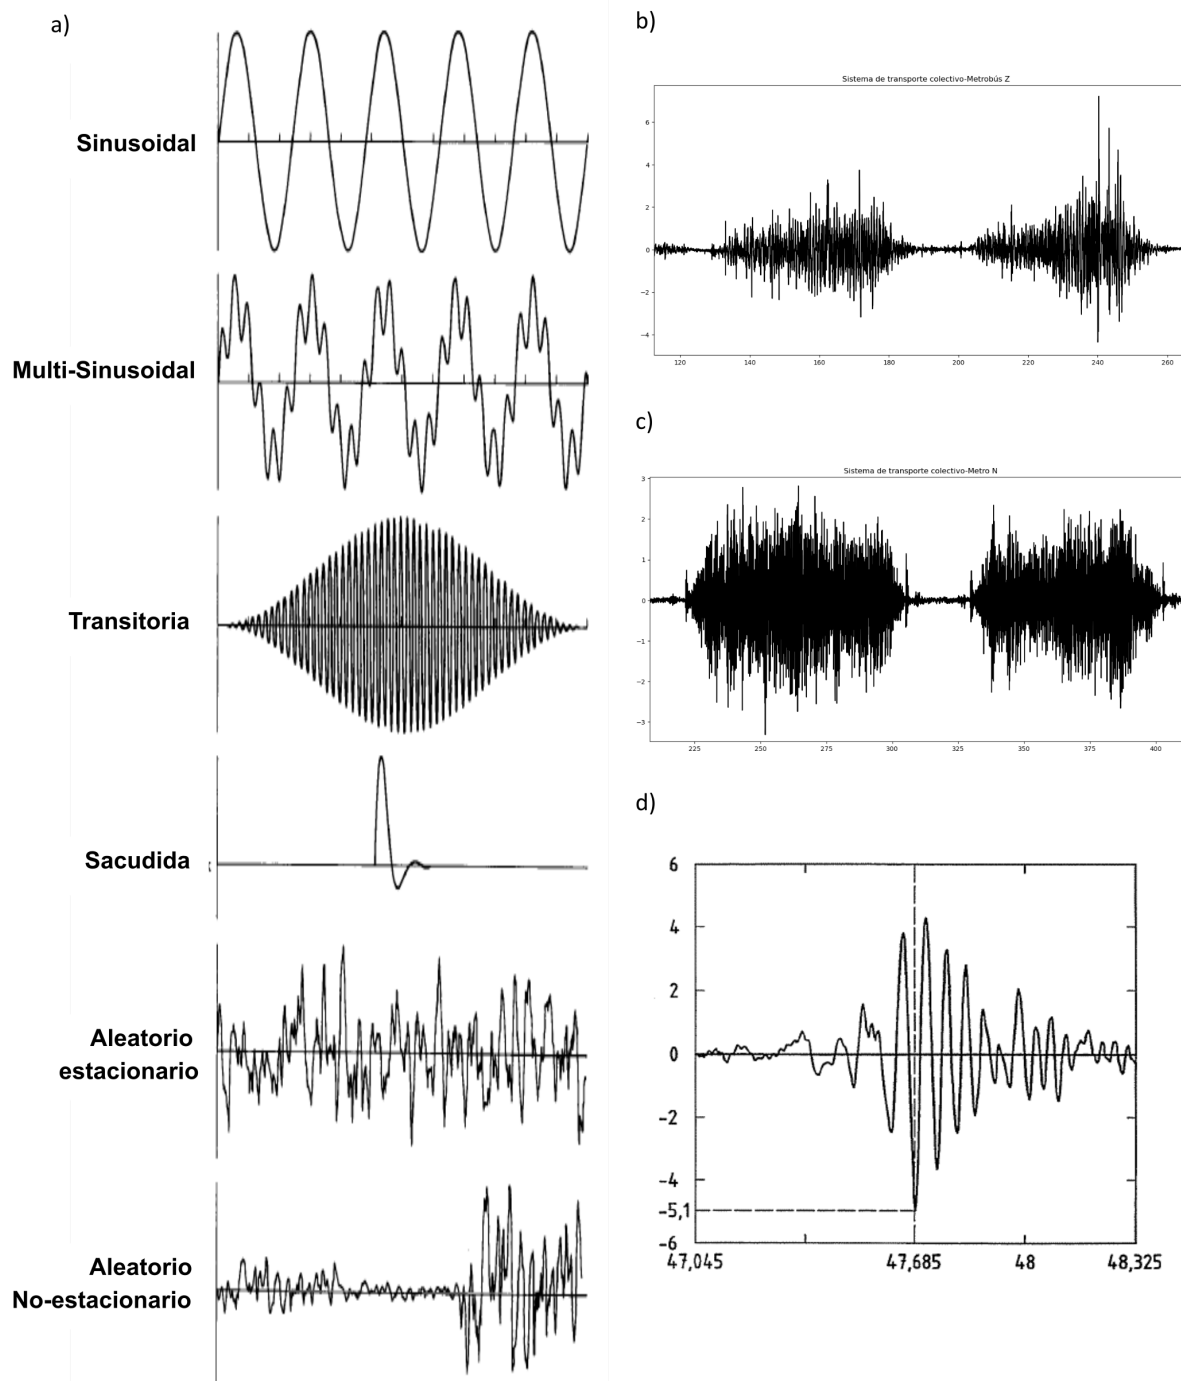 a)
Sinusoidal
Multi-Sinusoidal
Transitoria
Sacudida
Aleatorio
estacionario
Aleatorio
No-estacionario
b)
Sistema de transporte colectivo-Metrobús Z
6
4
2
0
−2
−4
120 140 160 180 200 220 240 260
c)
Sistema de transporte colectivo-Metro N
3
2
1
0
−1
−2
−3
225 250 275 300 325 350 375 400
d)
6
4
2
0
-2
-4
-5,1
-6
47,045 47,685 48 48,325